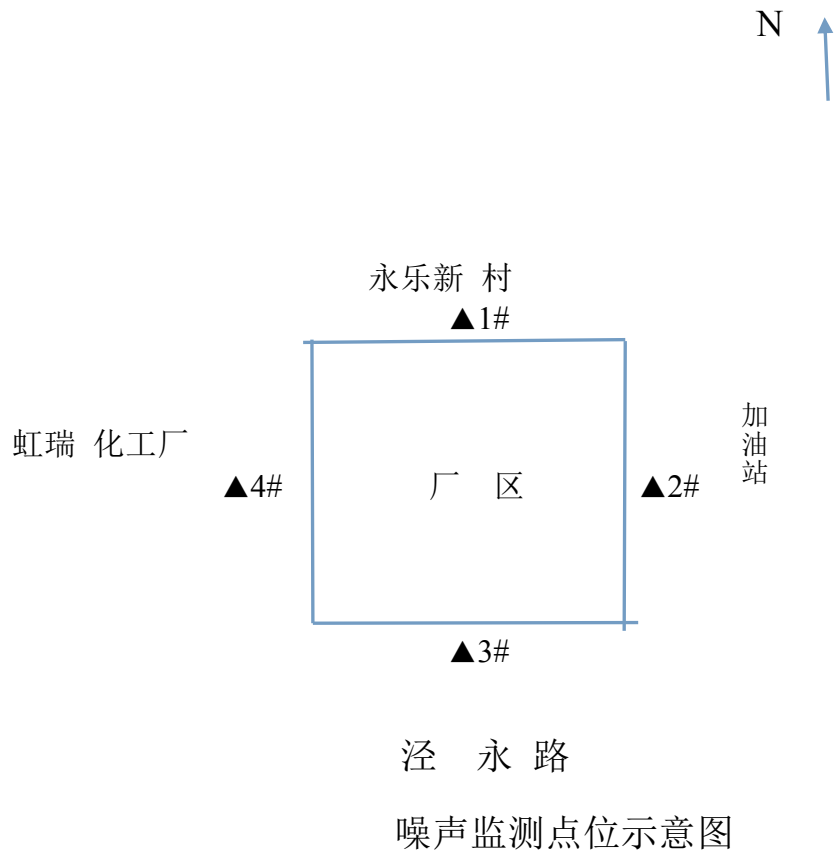 N
永乐新 村
▲1#
加油站
虹瑞 化工厂
▲4#
厂 区
▲2#
▲3#
泾 永 路
噪声监测点位示意图